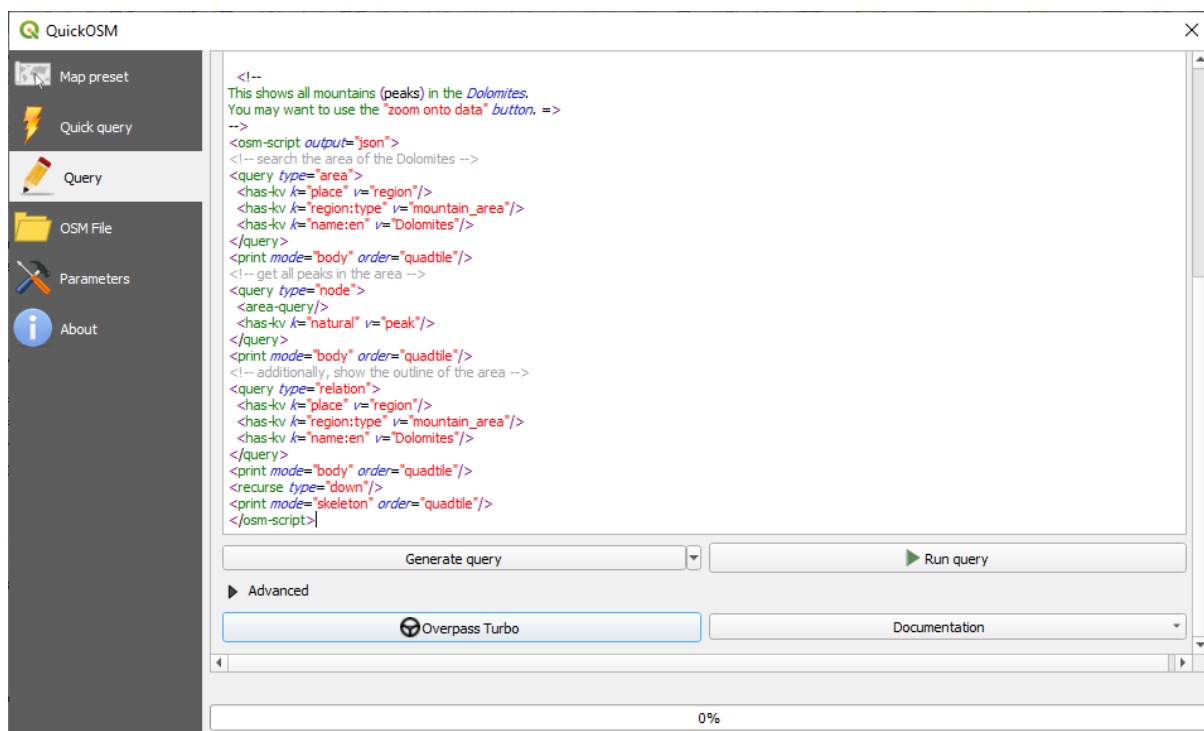 QuickOSM
Map preset
Quick query
Query
OSM File
Parameters
About
<!--
This shows all mountains (peaks) in the Dolomites.
You may want to use the "zoom onto data" button. =>
-->
<osm-script output="json">
<!-- search the area of the Dolomites -->
<query type="area">
<has-kv k="place" v="region"/>
<has-kv k="region:type" v="mountain_area"/>
<has-kv k="name:en" v="Dolomites"/>
</query>
<print mode="body" order="quadtile"/>
<!-- get all peaks in the area -->
<query type="node">
<area-query/>
<has-kv k="natural" v="peak"/>
</query>
<print mode="body" order="quadtile"/>
<!-- additionally, show the outline of the area -->
<query type="relation">
<has-kv k="place" v="region"/>
<has-kv k="region:type" v="mountain_area"/>
<has-kv k="name:en" v="Dolomites"/>
</query>
<print mode="body" order="quadtile"/>
<recurse type="down"/>
<print mode="skeleton" order="quadtile"/>
</osm-script>
Generate query
Run query
Advanced
Overpass Turbo
Documentation
0%